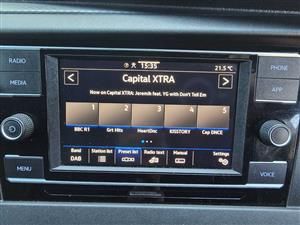 15:35
21.5 °C
RADIO
MEDIA
MENU
PHONE
APP
VOICE
Capital XTRA
Now on Capital XTRA: Jeremih feat. YG with Don't Tell Em
1 2 3 4 5
BBC R1 Grt Hits HeartDnc KISSTORY Cap DNCE
Band Station list Preset list Radio text Manual Settings
DAB